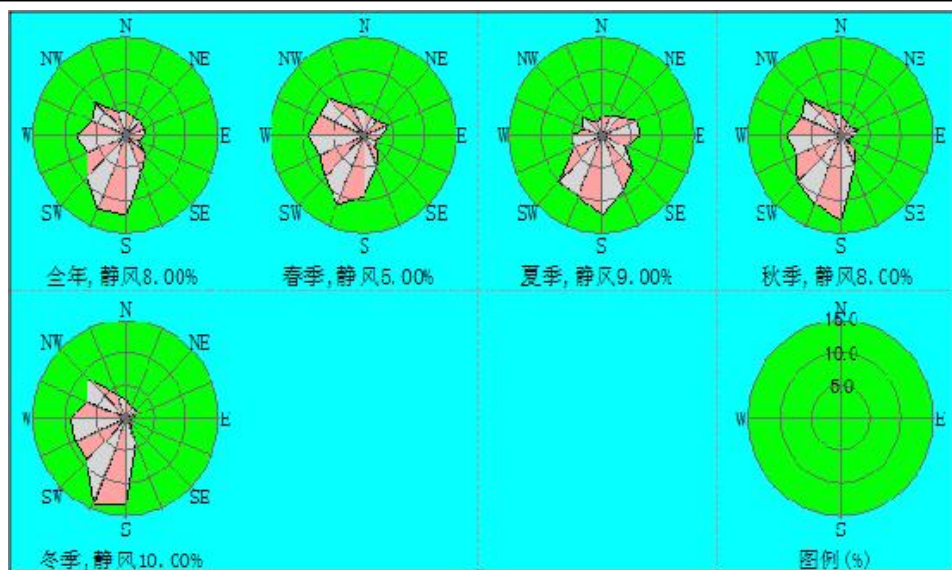 N
NW NE
W E
SW SE
S
全年,静风8.00%
N
NW NE
W E
SW SE
S
春季,静风5.00%
N
NW NE
W E
SW SE
S
夏季,静风9.00%
N
NW NE
W E
SW SE
S
秋季,静风8.00%
N
NW NE
W E
SW SE
S
冬季,静风10.00%
N
15.0
10.0
5.0
W E
S
图例(%)